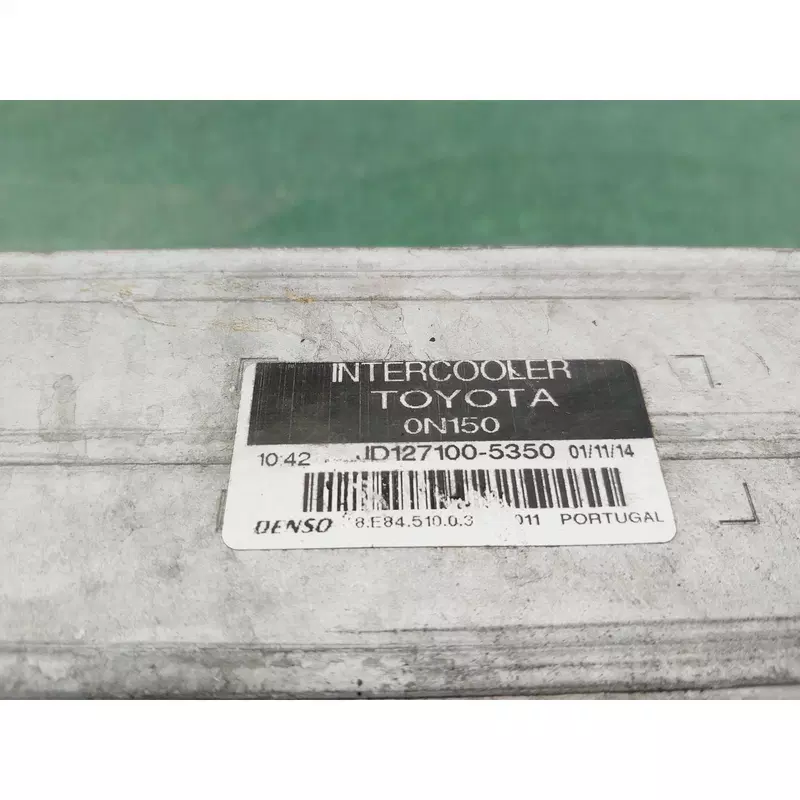 INTERCOOLER
TOYOTA
0N150
10:42 JD127100-5350 01/11/14
DENSO 8.E84.510.0.3 011 PORTUGAL